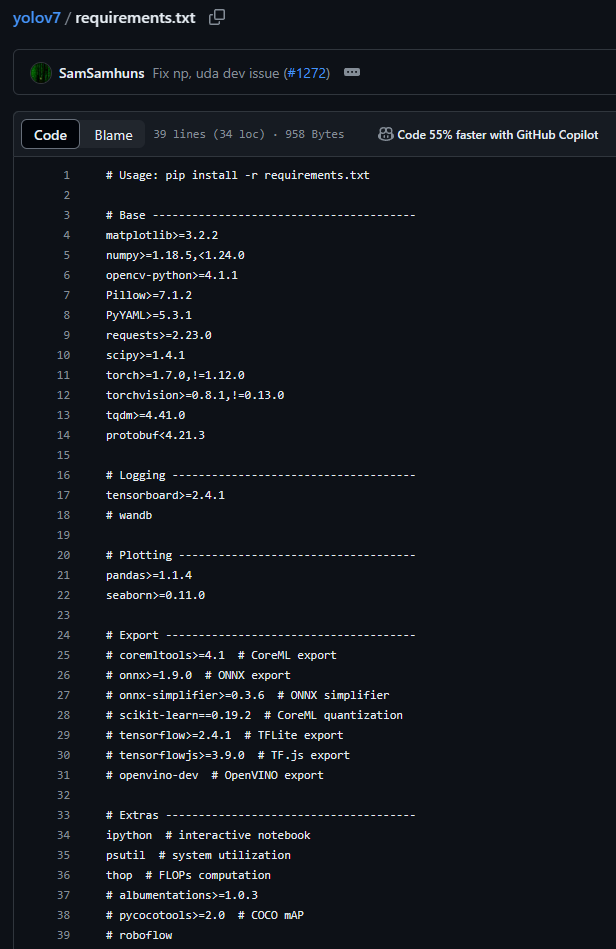 yolov7 / requirements.txt
SamSamhuns Fix np, uda dev issue (#1272)
Code Blame 39 lines (34 loc) · 958 Bytes Code 55% faster with GitHub Copilot
1 # Usage: pip install -r requirements.txt
2
3 # Base ----------------------------------------
4 matplotlib>=3.2.2
5 numpy>=1.18.5,<1.24.0
6 opencv-python>=4.1.1
7 Pillow>=7.1.2
8 PyYAML>=5.3.1
9 requests>=2.23.0
10 scipy>=1.4.1
11 torch>=1.7.0,!=1.12.0
12 torchvision>=0.8.1,!=0.13.0
13 tqdm>=4.41.0
14 protobuf<4.21.3
15
16 # Logging -------------------------------------
17 tensorboard>=2.4.1
18 # wandb
19
20 # Plotting ------------------------------------
21 pandas>=1.1.4
22 seaborn>=0.11.0
23
24 # Export --------------------------------------
25 # coremltools>=4.1  # CoreML export
26 # onnx>=1.9.0  # ONNX export
27 # onnx-simplifier>=0.3.6  # ONNX simplifier
28 # scikit-learn==0.19.2  # CoreML quantization
29 # tensorflow>=2.4.1  # TFLite export
30 # tensorflowjs>=3.9.0  # TF.js export
31 # openvino-dev  # OpenVINO export
32
33 # Extras --------------------------------------
34 ipython  # interactive notebook
35 psutil  # system utilization
36 thop  # FLOPs computation
37 # albumentations>=1.0.3
38 # pycocotools>=2.0  # COCO mAP
39 # roboflow